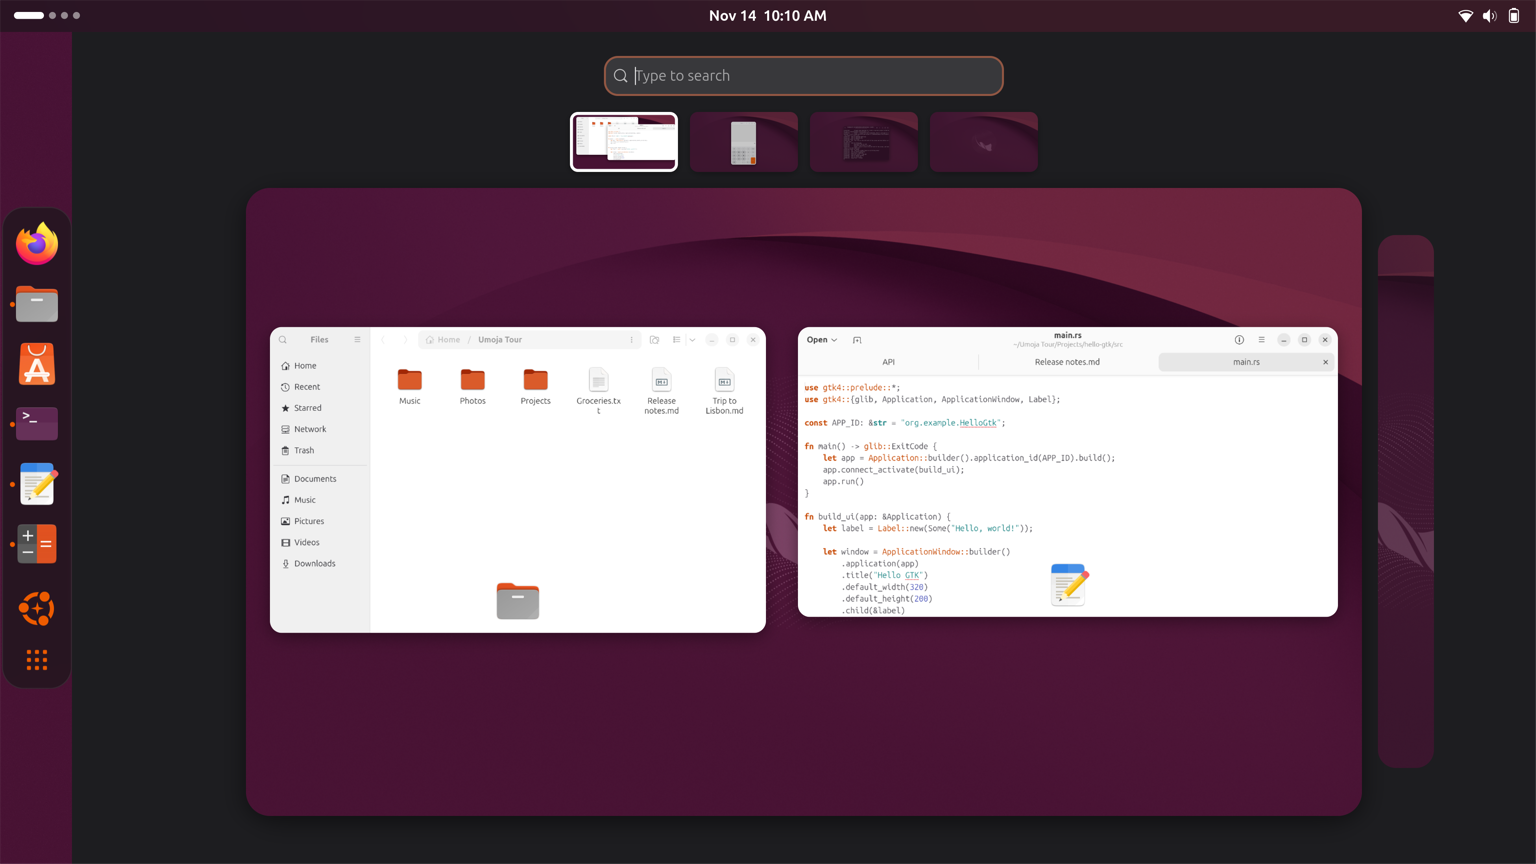 Nov 14  10:10 AM
Type to search
Files
Home / Umoja Tour
Home
Recent
Starred
Network
Trash
Documents
Music
Pictures
Videos
Downloads
Music
Photos
Projects
Groceries.tx
t
Release
notes.md
Trip to
Lisbon.md
Open
main.rs
~/Umoja Tour/Projects/hello-gtk/src
API
Release notes.md
main.rs
use gtk4::prelude::*;
use gtk4::{glib, Application, ApplicationWindow, Label};
const APP_ID: &str = "org.example.HelloGtk";
fn main() -> glib::ExitCode {
    let app = Application::builder().application_id(APP_ID).build();
    app.connect_activate(build_ui);
    app.run()
}
fn build_ui(app: &Application) {
    let label = Label::new(Some("Hello, world!"));
    let window = ApplicationWindow::builder()
        .application(app)
        .title("Hello GTK")
        .default_width(320)
        .default_height(200)
        .child(&label)